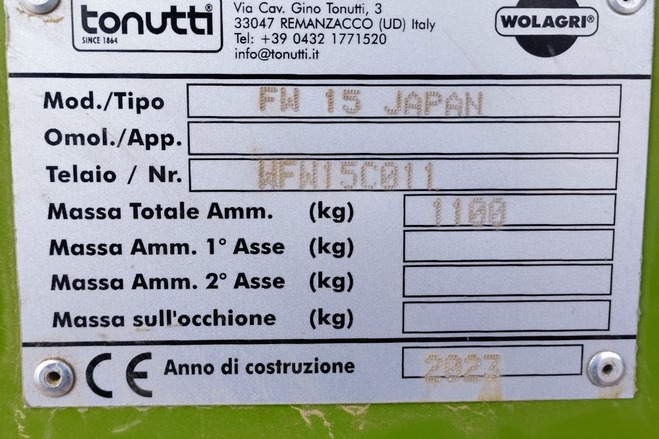 tonutti®
SINCE 1864
Via Cav. Gino Tonutti, 3
33047 REMANZACCO (UD) Italy
Tel: +39 0432 1771520
info@tonutti.it
WOLAGRI®
Mod./Tipo FW 15 JAPAN
Omol./App.
Telaio / Nr. WFW15C011
Massa Totale Amm. (kg) 1100
Massa Amm. 1° Asse (kg)
Massa Amm. 2° Asse (kg)
Massa sull'occhione (kg)
CE Anno di costruzione 2023